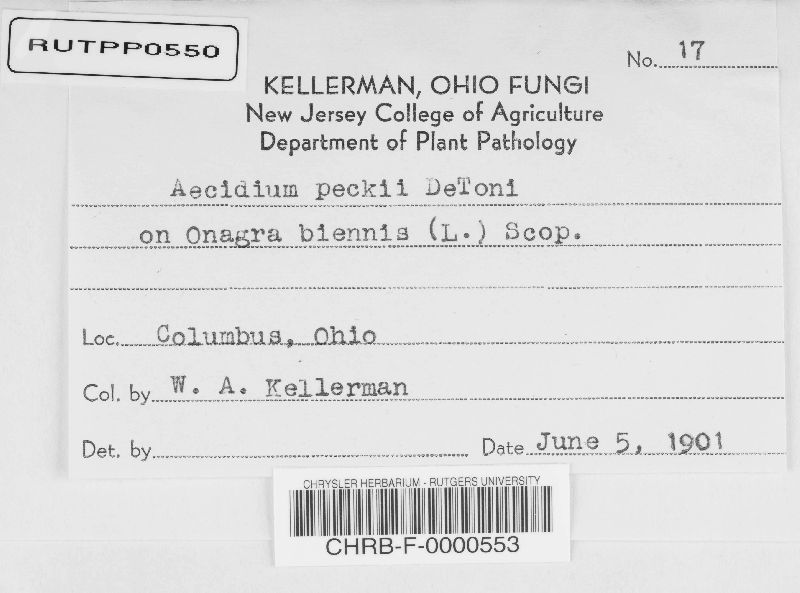 RUTPP0550
No. 17
KELLERMAN, OHIO FUNGI
New Jersey College of Agriculture
Department of Plant Pathology
Aecidium peckii DeToni
on Onagra biennis (L.) Scop.
Loc. Columbus, Ohio
Col. by W. A. Kellerman
Det. by
Date June 5, 1901
CHRYSLER HERBARIUM - RUTGERS UNIVERSITY
CHRB-F-0000553